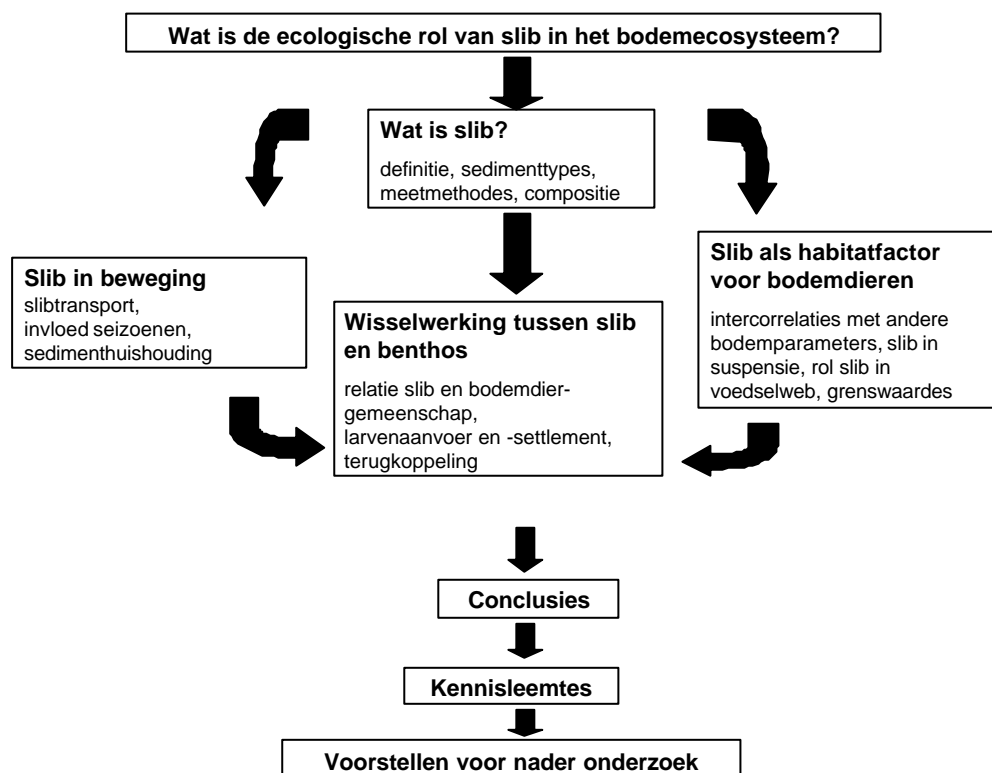 Wat is de ecologische rol van slib in het bodemecosysteem?
Wat is slib?
definitie, sedimenttypes,
meetmethodes, compositie
Slib in beweging
slibtransport,
invloed seizoenen,
sedimenthuishouding
Slib als habitatfactor
voor bodemdieren
intercorrelaties met andere
bodemparameters, slib in
suspensie, rol slib in
voedselweb, grenswaardes
Wisselwerking tussen slib
en benthos
relatie slib en bodemdier-
gemeenschap,
larvenaanvoer en -settlement,
terugkoppeling
Conclusies
Kennisleemtes
Voorstellen voor nader onderzoek